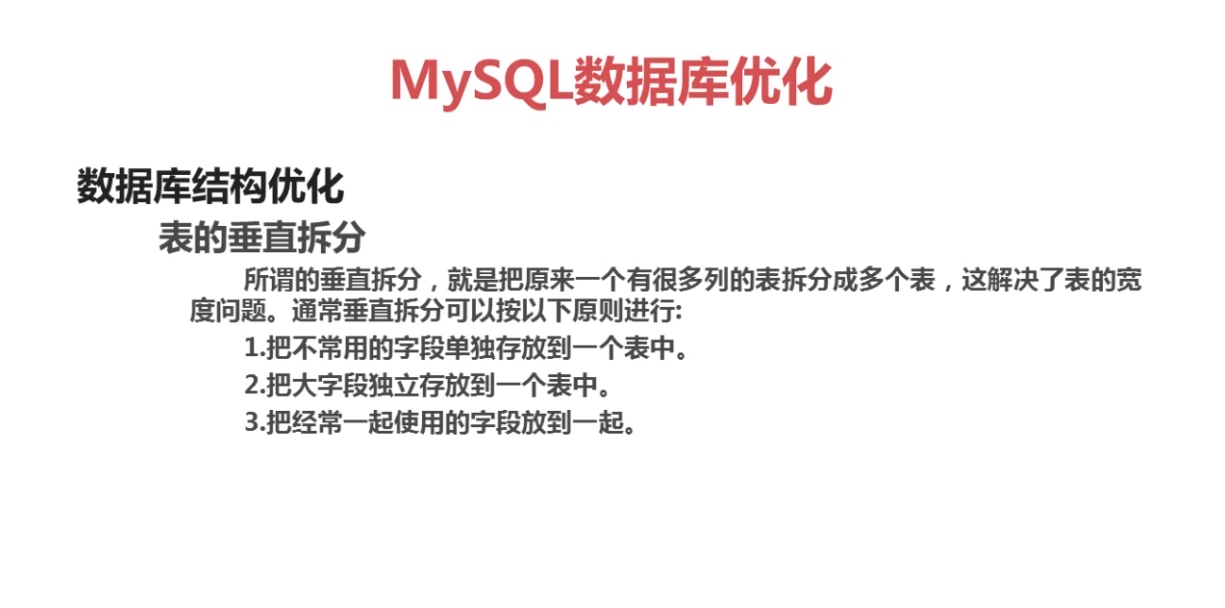 MySQL数据库优化
数据库结构优化
表的垂直拆分
所谓的垂直拆分，就是把原来一个有很多列的表拆分成多个表，这解决了表的宽
度问题。通常垂直拆分可以按以下原则进行:
1.把不常用的字段单独存放到一个表中。
2.把大字段独立存放到一个表中。
3.把经常一起使用的字段放到一起。